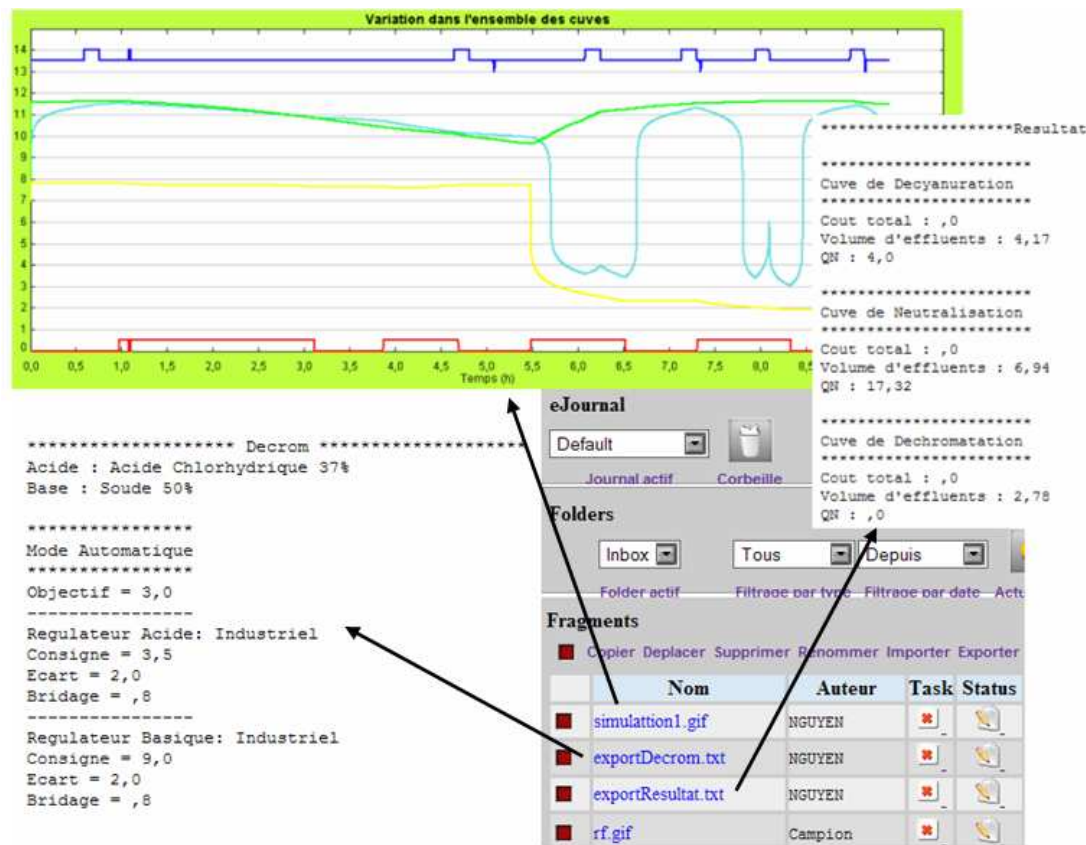 Variation dans l'ensemble des cuves
14
13
12
11
10
9
8
7
6
5
4
3
2
1
0
0,0 0,5 1,0 1,5 2,0 2,5 3,0 3,5 4,0 4,5 5,0 5,5 6,0 6,5 7,0 7,5 8,0 8,5
Temps (h)
*********************Resultat
***********************
Cuve de Decyanuration
***********************
Cout total : ,0
Volume d'effluents : 4,17
QN : 4,0
***********************
Cuve de Neutralisation
***********************
Cout total : ,0
Volume d'effluents : 6,94
QN : 17,32
***********************
Cuve de Dechromatation
***********************
Cout total : ,0
Volume d'effluents : 2,78
QN : ,0
******************** Decrom ********************
Acide : Acide Chlorhydrique 37%
Base : Soude 50%
****************
Mode Automatique
****************
Objectif = 3,0
----------------
Regulateur Acide: Industriel
Consigne = 3,5
Ecart = 2,0
Bridage = ,8
----------------
Regulateur Basique: Industriel
Consigne = 9,0
Ecart = 2,0
Bridage = ,8
eJournal
Default
Journal actif Corbeille
Folders
Inbox Tous Depuis
Folder actif Filtrage par type Filtrage par date Actu
Fragments
Copier Deplacer Supprimer Renommer Importer Exporter
Nom Auteur Task Status
simulattion1.gif NGUYEN
exportDecrom.txt NGUYEN
exportResultat.txt NGUYEN
rf.gif Campion